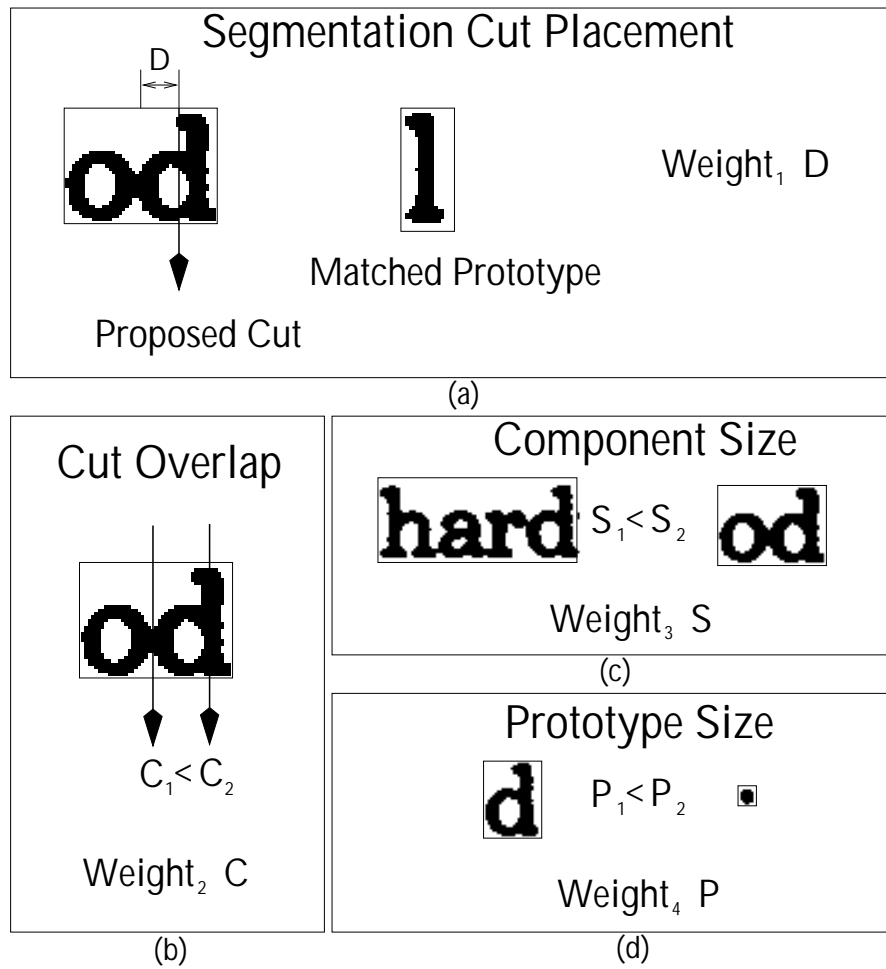 Segmentation Cut Placement
D
od
l
Weight₁ D
Matched Prototype
Proposed Cut
(a)
Cut Overlap
od
C₁< C₂
Weight₂ C
(b)
Component Size
hard S₁< S₂ od
Weight₃ S
(c)
Prototype Size
d P₁< P₂
Weight₄ P
(d)